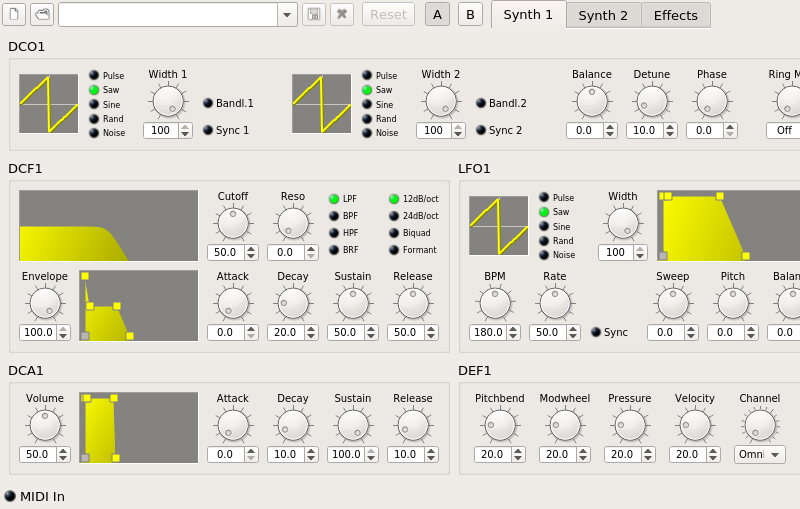 Reset A B Synth 1 Synth 2 Effects
DCO1
Pulse Saw Sine Rand Noise
Width 1
100
Bandl.1
Sync 1
Pulse Saw Sine Rand Noise
Width 2
100
Bandl.2
Sync 2
Balance Detune Phase Ring M
0.0 10.0 0.0 Off
DCF1
Cutoff Reso
50.0 0.0
LPF 12dB/oct
BPF 24dB/oct
HPF Biquad
BRF Formant
Envelope Attack Decay Sustain Release
100.0 0.0 20.0 50.0 50.0
LFO1
Pulse Saw Sine Rand Noise
Width
100
BPM Rate Sweep Pitch Balan
180.0 50.0 Sync 0.0 0.0 0.0
DCA1
Volume Attack Decay Sustain Release
50.0 0.0 10.0 100.0 10.0
DEF1
Pitchbend Modwheel Pressure Velocity Channel
20.0 20.0 20.0 20.0 Omni
MIDI In